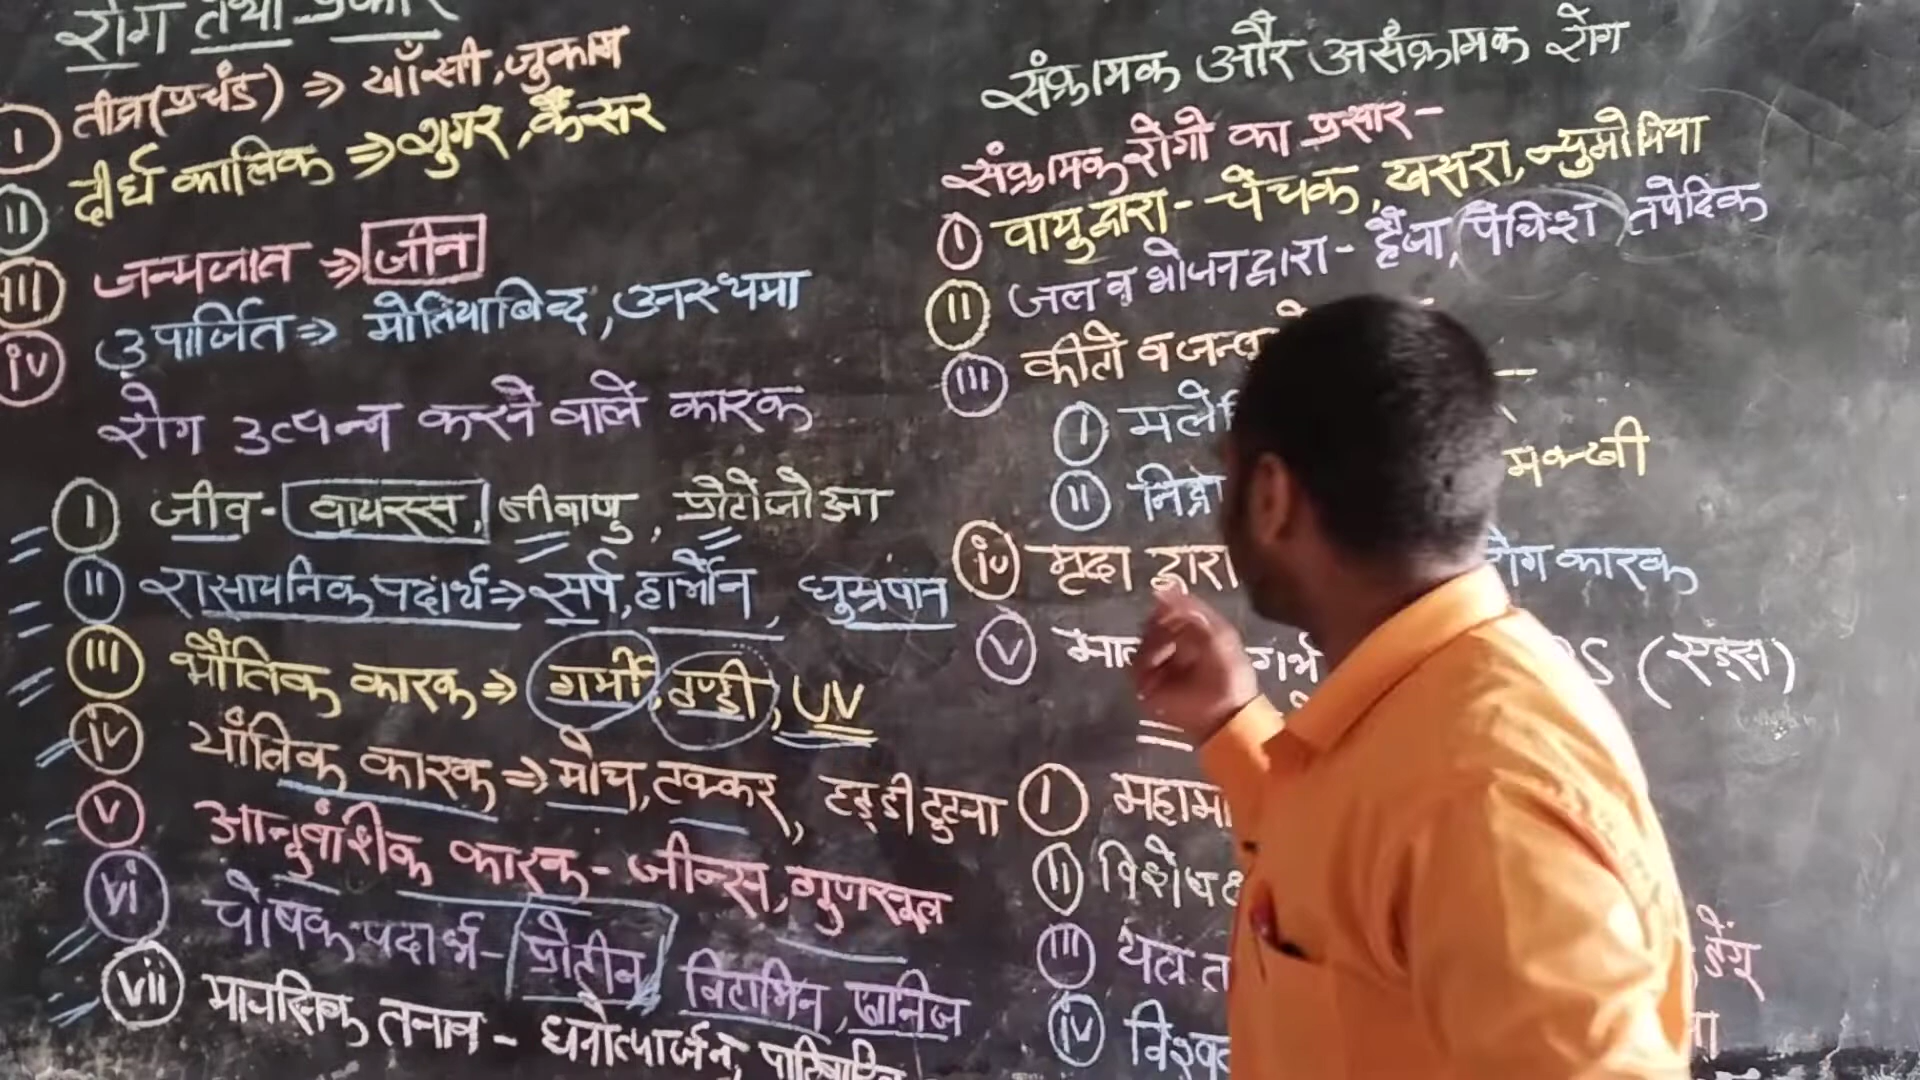 रोग तथा प्रकार
I तीव्र(प्रचंड) ⇒ खाँसी, जुकाम
II दीर्घ कालिक ⇒ शुगर, कैंसर
III जन्मजात ⇒ जीन
iv उपार्जित ⇒ मोतियाबिंद, अस्थमा
रोग उत्पन्न करने वाले कारक
I जीव - वायरस, जीवाणु, प्रोटोजोआ
II रासायनिक पदार्थ ⇒ सर्प, हार्मोन, धुम्रपान
III भौतिक कारक ⇒ गर्मी, ठण्डी, UV
iv यांत्रिक कारक ⇒ मोच, टक्कर, हड्डी टुटना
V आनुवांशिक कारक - जीन्स, गुणसूत्र
vi पोषक पदार्थ - प्रोटीन, विटामिन, खनिज
vii मानसिक तनाव - धनोत्पार्जन,
संक्रामक और असंक्रामक रोग
संक्रामक रोगो का प्रसार -
I वायु द्वारा - चेचक, खसरा, न्युमोनिया
II जल व भोजन द्वारा - हैजा, पेचिश तपेदिक
III कीटो व
I मले
II मक्खी
iv मृदा द्वारा रोग कारक
V गर्भ (एड्स)
I महामा
II विशेष
III डेंगू
iv विश्व